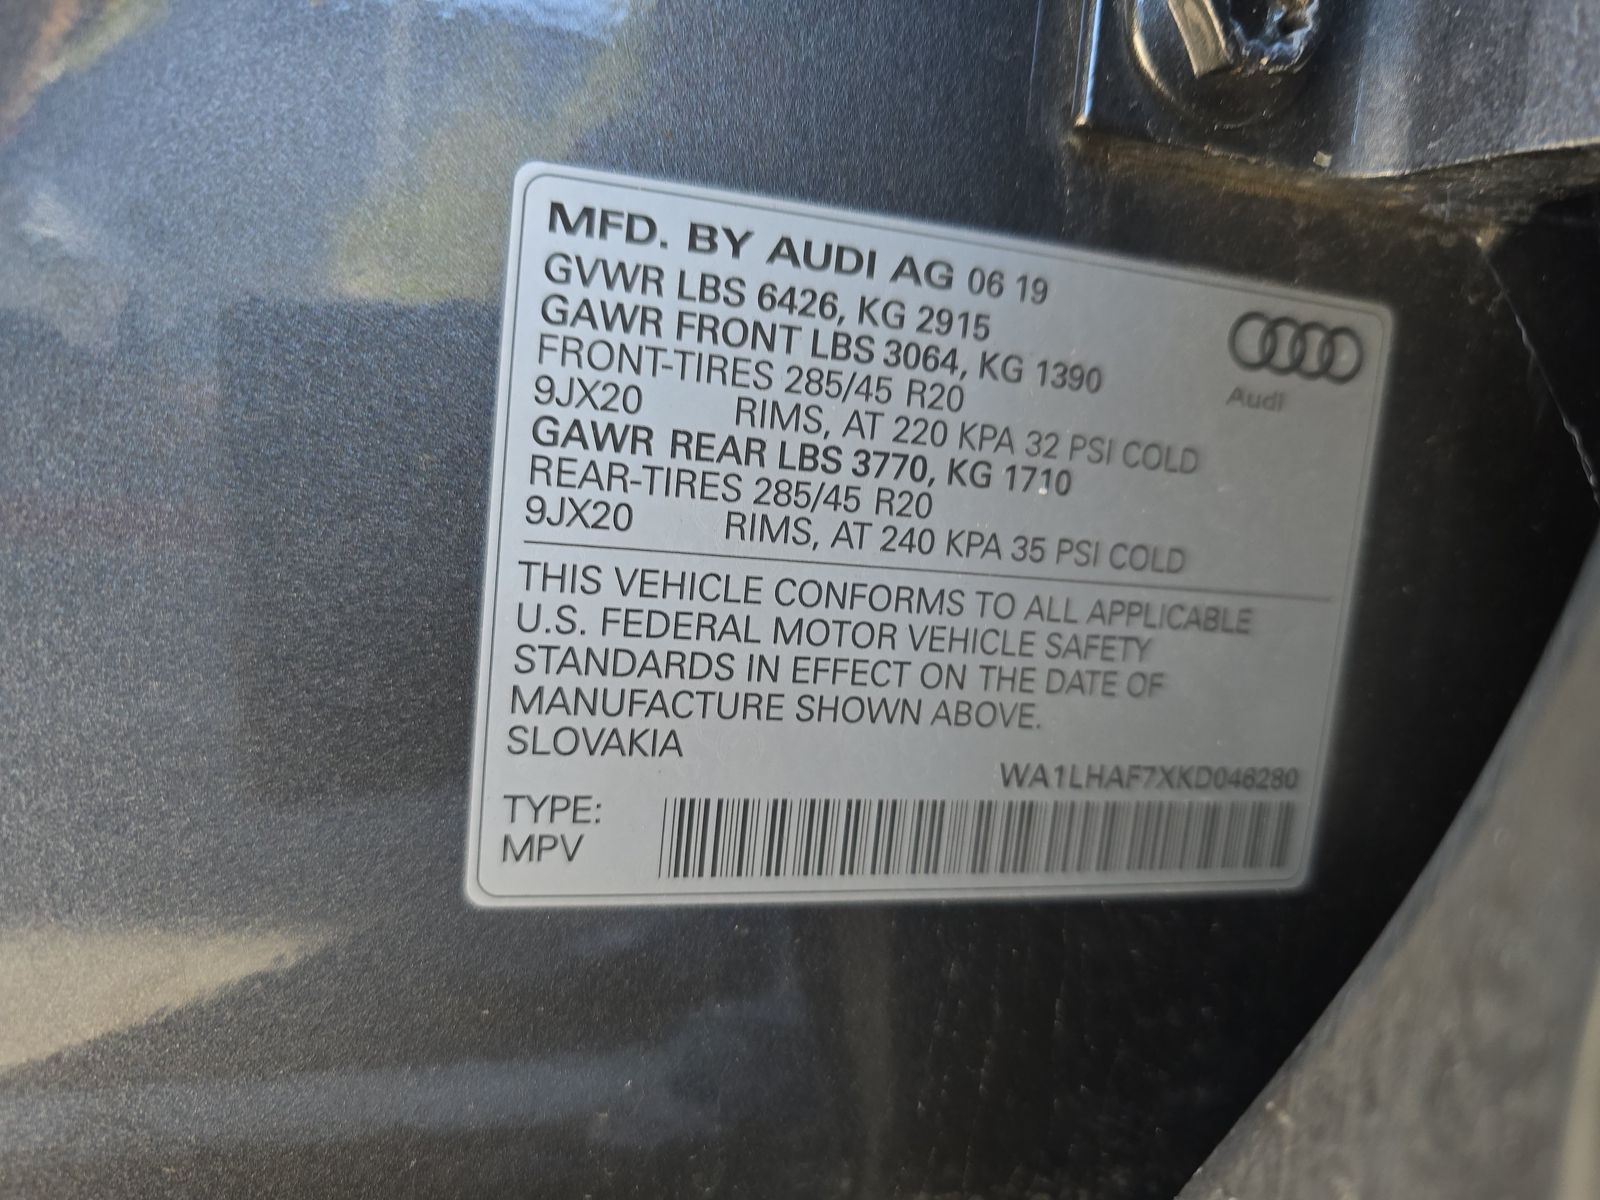 MFD. BY AUDI AG 06 19
GVWR LBS 6426, KG 2915
GAWR FRONT LBS 3064, KG 1390
FRONT-TIRES 285/45 R20
9JX20 RIMS, AT 220 KPA 32 PSI COLD
GAWR REAR LBS 3770, KG 1710
REAR-TIRES 285/45 R20
9JX20 RIMS, AT 240 KPA 35 PSI COLD
Audi
THIS VEHICLE CONFORMS TO ALL APPLICABLE
U.S. FEDERAL MOTOR VEHICLE SAFETY
STANDARDS IN EFFECT ON THE DATE OF
MANUFACTURE SHOWN ABOVE.
SLOVAKIA
WA1LHAF7XKD046280
TYPE:
MPV